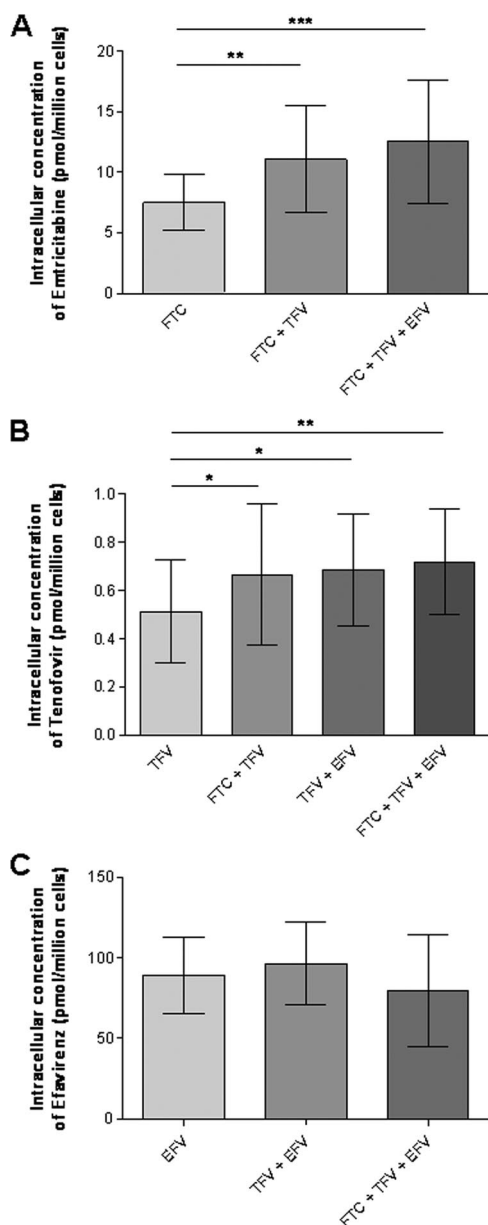 A
***
**
20
15
10
5
0
Intracellular concentration
of Emtricitabine (pmol/million cells)
FTC
FTC + TFV
FTC + TFV + EFV
B
**
*
*
1.0
0.8
0.6
0.4
0.2
0.0
Intracellular concentration
of Tenofovir (pmol/million cells)
TFV
FTC + TFV
TFV + EFV
FTC + TFV + EFV
C
150
100
50
0
Intracellular concentration
of Efavirenz (pmol/million cells)
EFV
TFV + EFV
FTC + TFV + EFV